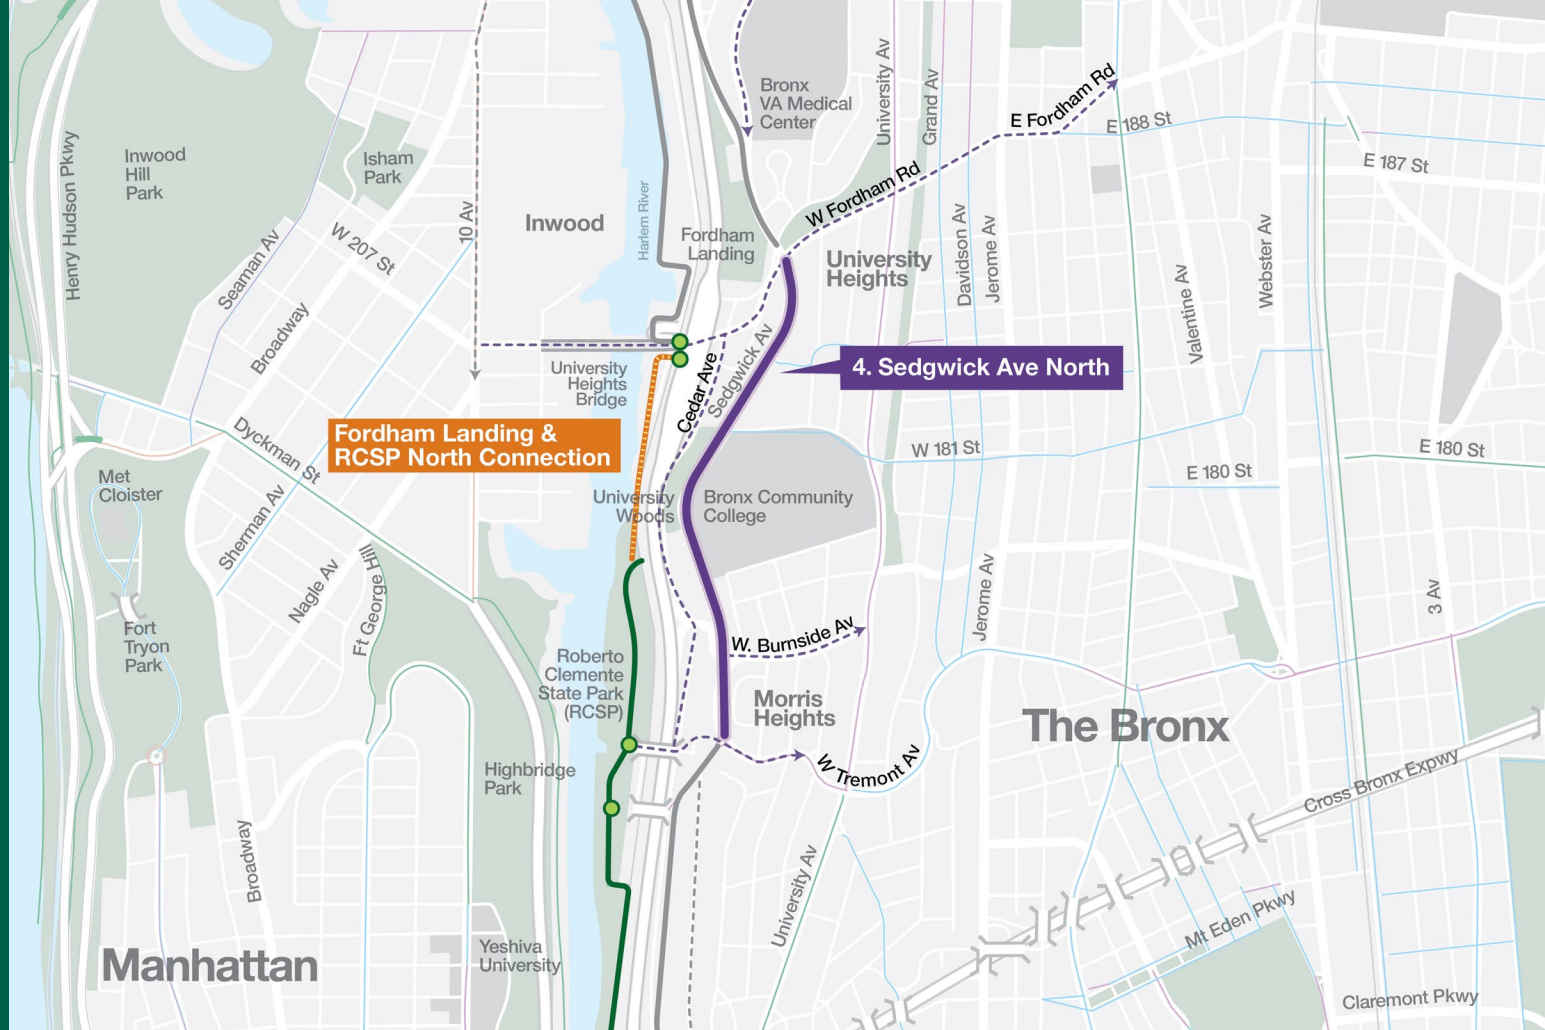 Bronx
VA Medical
Center
University Av
Grand Av
E Fordham Rd
E 188 St
E 187 St
Henry Hudson Pkwy
Inwood
Hill
Park
Isham
Park
10 Av
Inwood
Harlem River
W Fordham Rd
Seaman Av
W 207 St
Fordham
Landing
University
Heights
Davidson Av
Jerome Av
Webster Av
Valentine Av
Broadway
University
Heights
Bridge
Cedar Ave
Sedgwick Av
4. Sedgwick Ave North
Fordham Landing &
RCSP North Connection
Dyckman St
W 181 St
E 180 St
E 180 St
Met
Cloister
University
Woods
Bronx Community
College
Sherman Av
Nagle Av
Ft George Hill
Jerome Av
3 Av
Fort
Tryon
Park
W. Burnside Av
Roberto
Clemente
State Park
(RCSP)
Morris
Heights
The Bronx
W Tremont Av
Highbridge
Park
Cross Bronx Expwy
Broadway
University Av
Mt Eden Pkwy
Manhattan
Yeshiva
University
Claremont Pkwy